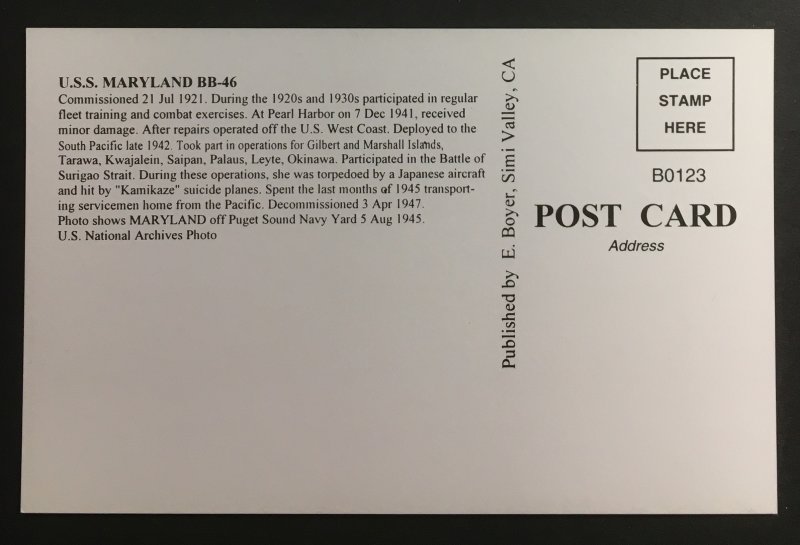 U.S.S. MARYLAND BB-46
Commissioned 21 Jul 1921. During the 1920s and 1930s participated in regular
fleet training and combat exercises. At Pearl Harbor on 7 Dec 1941, received
minor damage. After repairs operated off the U.S. West Coast. Deployed to the
South Pacific late 1942. Took part in operations for Gilbert and Marshall Islands,
Tarawa, Kwajalein, Saipan, Palaus, Leyte, Okinawa. Participated in the Battle of
Surigao Strait. During these operations, she was torpedoed by a Japanese aircraft
and hit by "Kamikaze" suicide planes. Spent the last months of 1945 transport-
ing servicemen home from the Pacific. Decommissioned 3 Apr 1947.
Photo shows MARYLAND off Puget Sound Navy Yard 5 Aug 1945.
U.S. National Archives Photo
Published by E. Boyer, Simi Valley, CA
PLACE
STAMP
HERE
B0123
POST CARD
Address